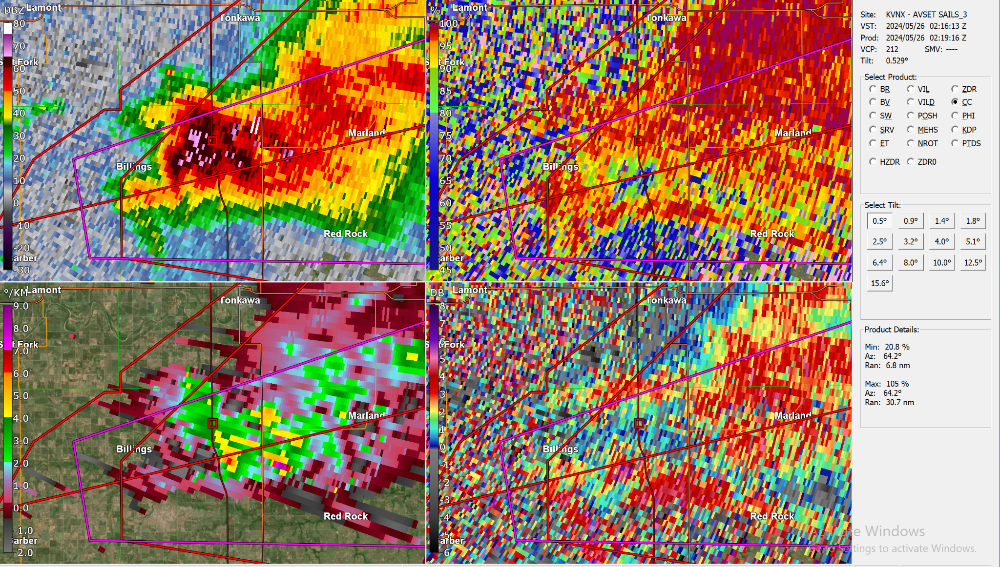 DBZ
Lamont
Tonkawa
80
70
t Fork
60
50
40
30
Marland
20
Billings
10
0
-10
Red Rock
-20
arber
-30
%
Lamont
Tonkawa
100
95
t Fork
90
85
80
75
Marland
70
Billings
65
60
55
Red Rock
50
arber
45
°/KM
Lamont
Tonkawa
9.0
8.0
t Fork
7.0
6.0
5.0
Marland
4.0
3.0
Billings
2.0
1.0
0.0
Red Rock
-1.0
arber
-2.0
DB
Lamont
Tonkawa
8
7
t Fork
6
5
4
3
Marland
2
1
0
Billings
-1
-2
-3
Red Rock
-4
-5
arber
-6
Site: KVNX - AVSET SAILS_3
VST: 2024/05/26 02:16:13 Z
Prod: 2024/05/26 02:19:16 Z
VCP: 212 SMV: ----
Tilt: 0.529°
Select Product:
BR VIL ZDR
BV VILD CC
SW POSH PHI
SRV MEHS KDP
ET NROT PTDS
HZDR ZDR0
Select Tilt:
0.5° 0.9° 1.4° 1.8°
2.5° 3.2° 4.0° 5.1°
6.4° 8.0° 10.0° 12.5°
15.6°
Product Details:
Min: 20.8 %
Az: 64.2°
Ran: 6.8 nm
Max: 105 %
Az: 64.2°
Ran: 30.7 nm
Activate Windows
Go to Settings to activate Windows.